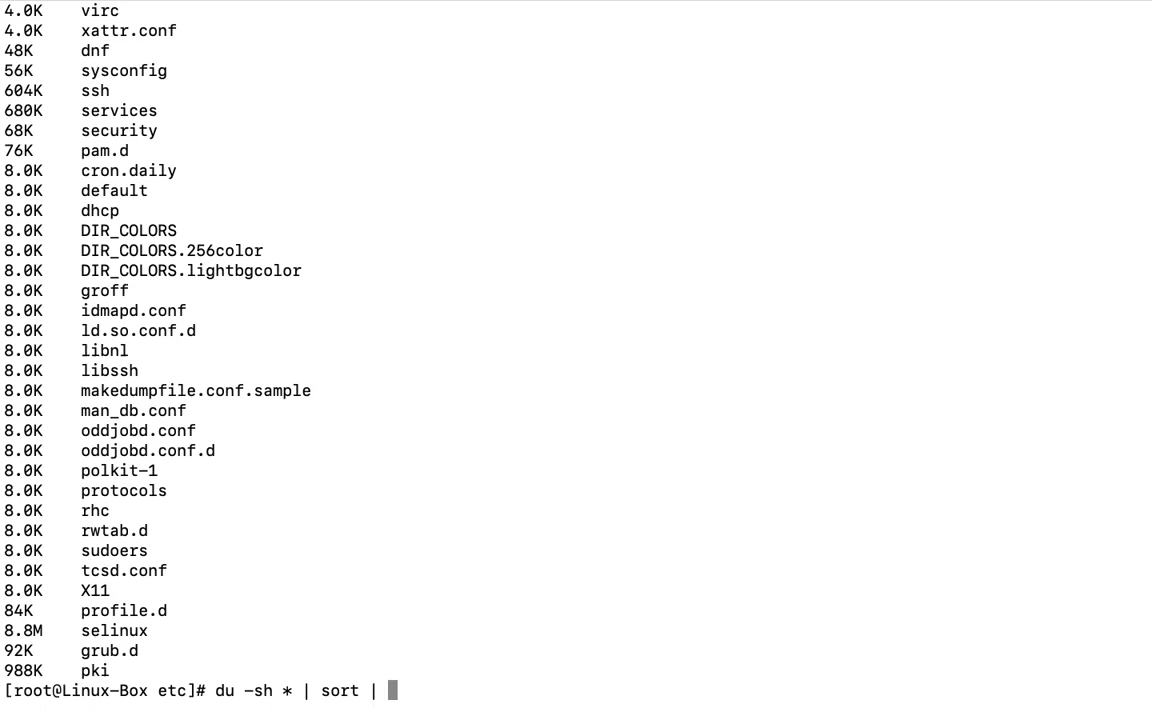 4.0K    virc
4.0K    xattr.conf
48K     dnf
56K     sysconfig
604K    ssh
680K    services
68K     security
76K     pam.d
8.0K    cron.daily
8.0K    default
8.0K    dhcp
8.0K    DIR_COLORS
8.0K    DIR_COLORS.256color
8.0K    DIR_COLORS.lightbgcolor
8.0K    groff
8.0K    idmapd.conf
8.0K    ld.so.conf.d
8.0K    libnl
8.0K    libssh
8.0K    makedumpfile.conf.sample
8.0K    man_db.conf
8.0K    oddjobd.conf
8.0K    oddjobd.conf.d
8.0K    polkit-1
8.0K    protocols
8.0K    rhc
8.0K    rwtab.d
8.0K    sudoers
8.0K    tcsd.conf
8.0K    X11
84K     profile.d
8.8M    selinux
92K     grub.d
988K    pki
[root@Linux-Box etc]# du -sh * | sort |